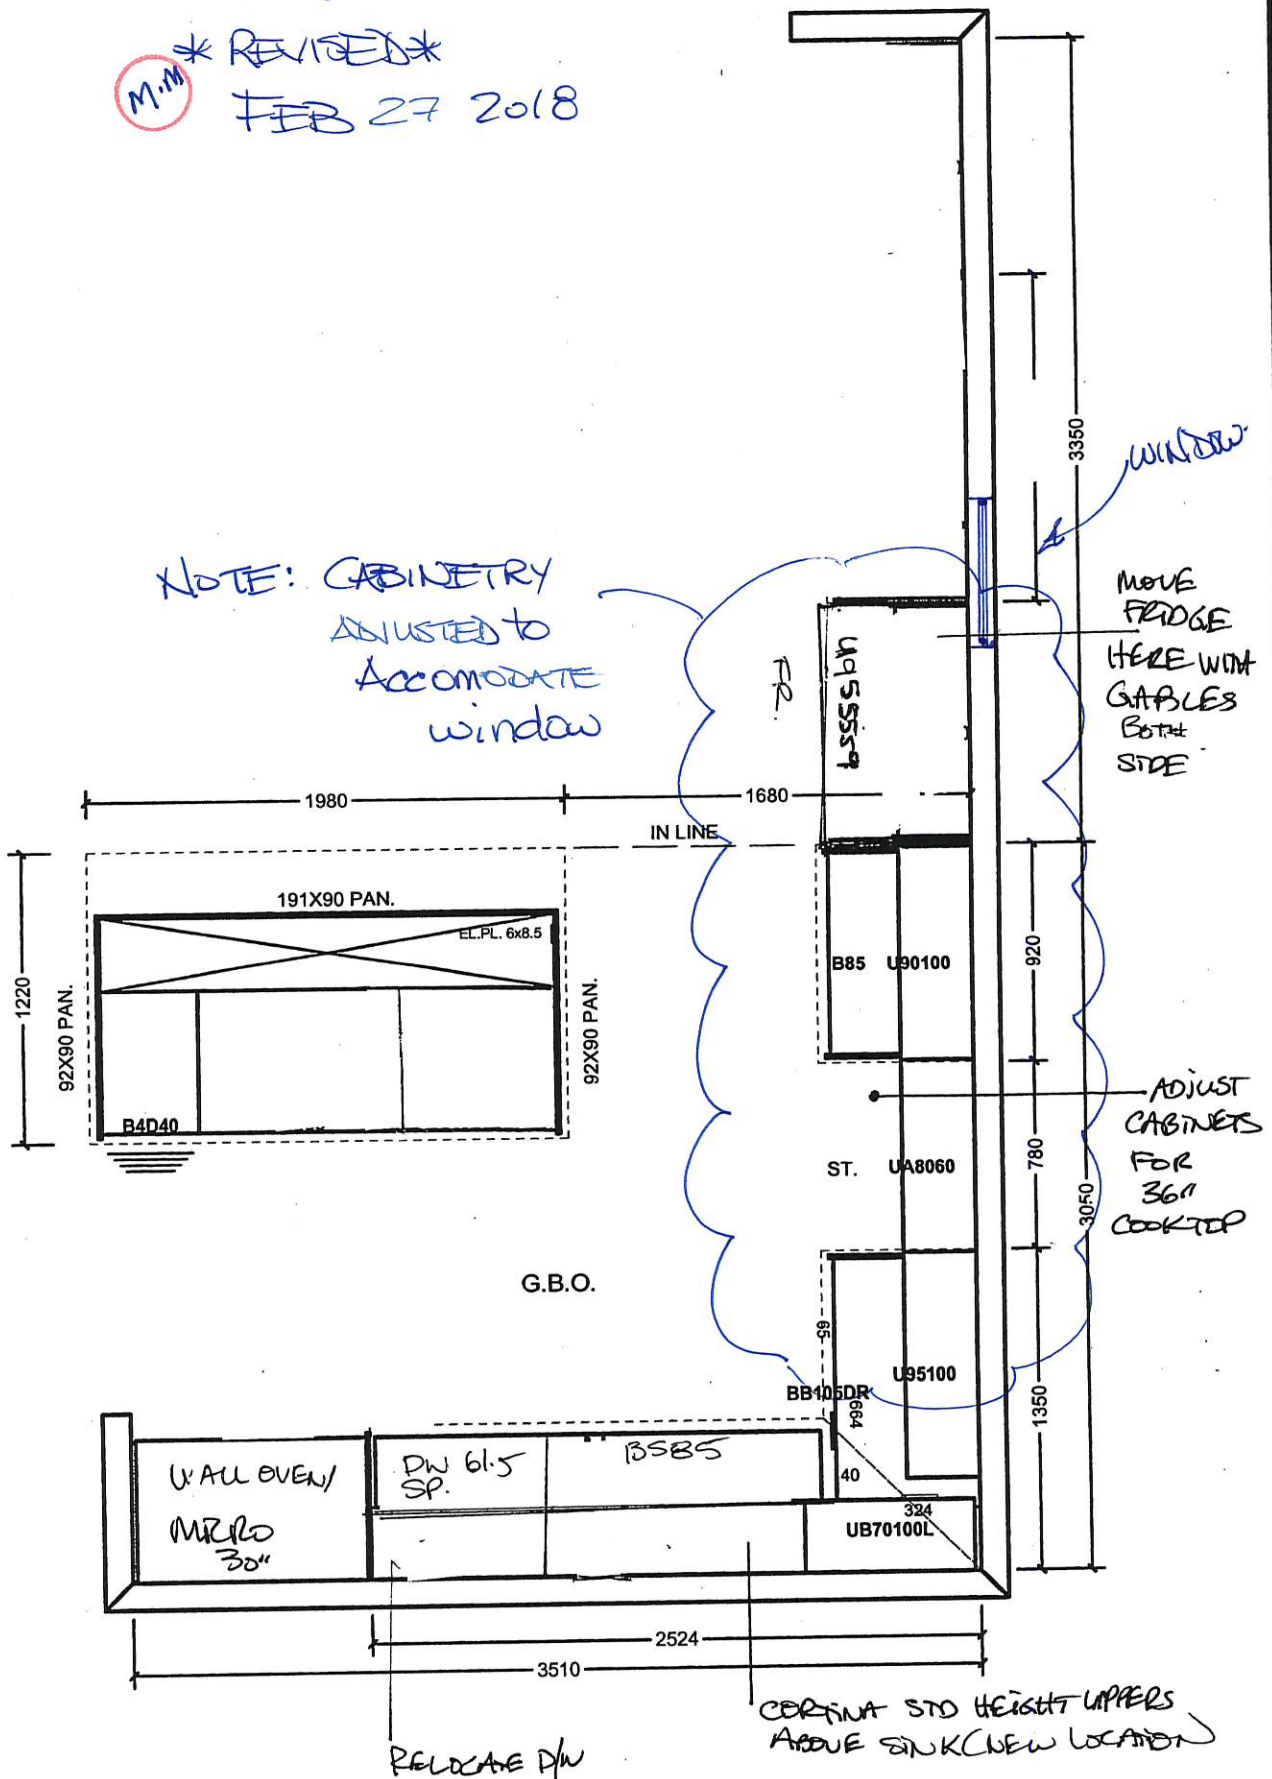 * REVISED *
M.M
FEB 27 2018
3350
WINDOW
NOTE: CABINETRY
ADJUSTED to
ACCOMODATE
window
MOVE
FRIDGE
HERE WITH
GABLES
BOTH
SIDE
FR.
U955559
1980
1680
IN LINE
191X90 PAN.
EL.PL. 6x8.5
1220
92X90 PAN.
92X90 PAN.
B4D40
B85
U90100
920
ADJUST
CABINETS
FOR
36"
COOKTOP
ST.
UA8060
780
3050
G.B.O.
65
U95100
BB105DR
664
1350
40
324
UB70100L
WALL OVEN/
MICRO
30"
DW 61.5
SP.
BSB5
2524
3510
CORTINA STD HEIGHT UPPERS
ABOVE SINK (NEW LOCATION)
RELOCATE D/W